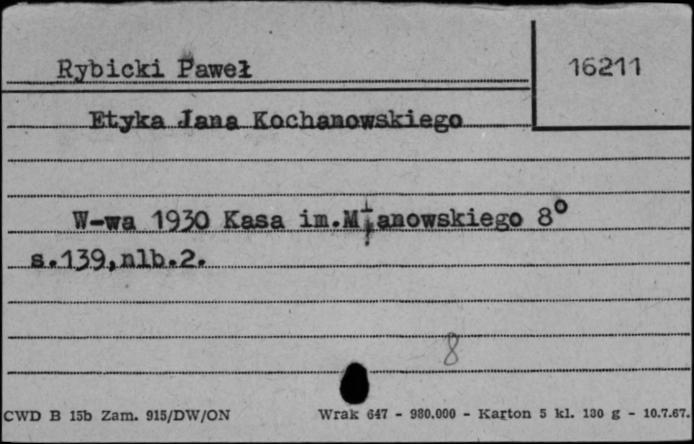 Rybicki Paweł
16211
Etyka Jana Kochanowskiego
W-wa 1930 Kasa im.Mianowskiego 8°
s.139,nlb.2.
8
CWD B 15b Zam. 915/DW/ON
Wrak 647 - 980.000 - Karton 5 kl. 130 g - 10.7.67.